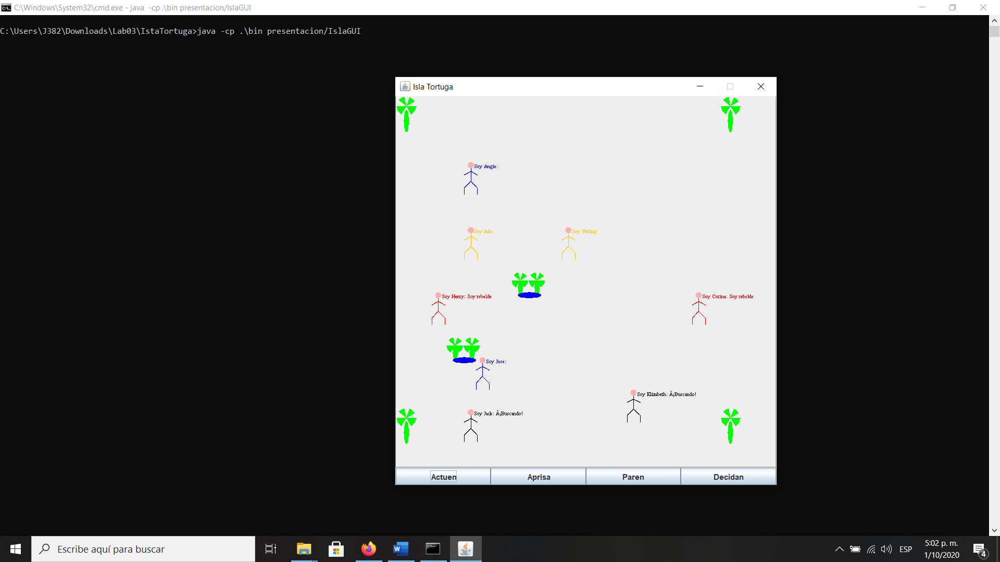 C:\Windows\System32\cmd.exe - java  -cp .\bin presentacion/IslaGUI
C:\Users\J382\Downloads\Lab03\IstaTortuga>java -cp .\bin presentacion/IslaGUI
Isla Tortuga
Soy Angie:
Soy Ada:
Soy Turing:
Soy Henry: Soy rebelde
Soy Corina: Soy rebelde
Soy Jose:
Soy Elizabeth: Â¡Buscando!
Soy Jack: Â¡Buscando!
Actuen
Aprisa
Paren
Decidan
Escribe aquí para buscar
ESP
5:02 p. m.
1/10/2020
4